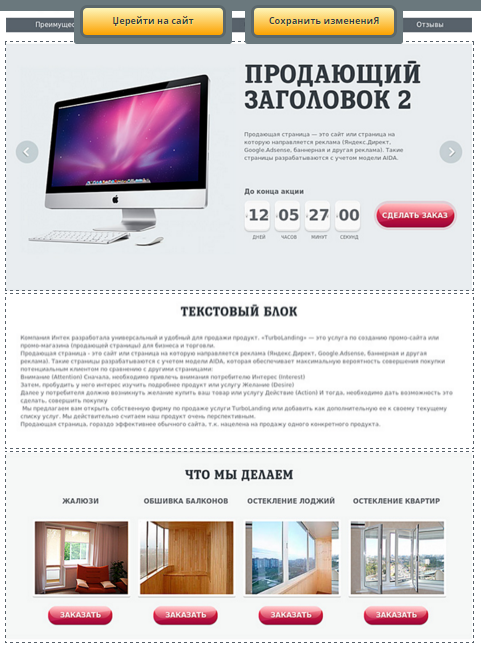 Џерейти на сайт
Сохранить изменениЯ
Преимущес
Отзывы
ПРОДАЮЩИЙ
ЗАГОЛОВОК 2
Продающая страница — это сайт или страница на
которую направляется реклама (Яндекс.Директ,
Google.Adsense, баннерная и другая реклама). Такие
страницы разрабатываются с учетом модели AIDA.
До конца акции
12 05 27 00
ДНЕЙ ЧАСОВ МИНУТ СЕКУНД
СДЕЛАТЬ ЗАКАЗ
ТЕКСТОВЫЙ БЛОК
Компания Интех разработала универсальный и удобный для продажи продукт. «TurboLanding» — это услуга по созданию промо-сайта или
промо-магазина (продающей страницы) для бизнеса и торговли.
Продающая страница - это сайт или страница на которую направляется реклама (Яндекс.Директ, Google.Adsense, баннерная и другая
реклама). Такие страницы разрабатываются с учетом модели AIDA, которая обеспечивает максимальную вероятность совершения покупки
потенциальным клиентом по сравнению с другими страницами:
Внимание (Attention) Сначала, необходимо привлечь внимания потребителю Интерес (Interest)
Затем, пробудить у него интерес изучить подробнее продукт или услугу Желание (Desire)
Далее у потребителя должно возникнуть желание купить ваш товар или услугу Действие (Action) И тогда, необходимо дать возможность это
сделать, совершить покупку
Мы предлагаем вам открыть собственную фирму по продаже услуги TurboLanding или добавить как дополнительную ее к своему текущему
списку услуг. Мы действительно считаем наш продукт очень перспективным.
Продающая страница, гораздо эффективнее обычного сайта, т.к. нацелена на продажу одного конкретного продукта.
ЧТО МЫ ДЕЛАЕМ
ЖАЛЮЗИ ОБШИВКА БАЛКОНОВ ОСТЕКЛЕНИЕ ЛОДЖИЙ ОСТЕКЛЕНИЕ КВАРТИР
ЗАКАЗАТЬ ЗАКАЗАТЬ ЗАКАЗАТЬ ЗАКАЗАТЬ